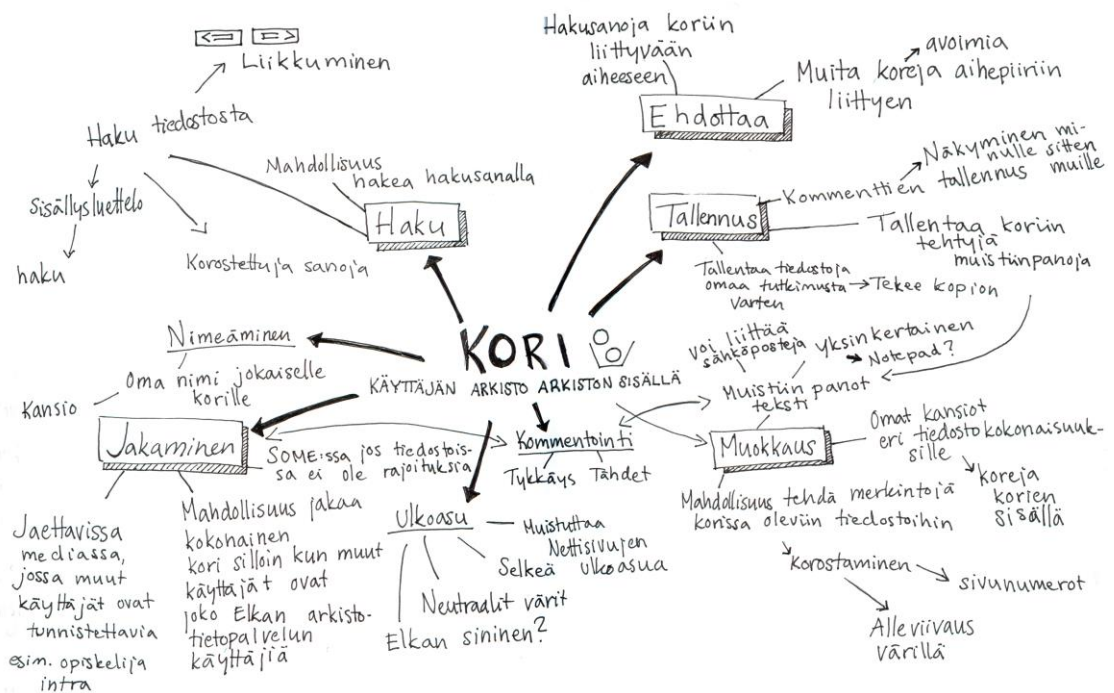 <= =>
Liikkuminen
Haku tiedostosta
Sisällysluettelo
haku
Korostettuja sanoja
Mahdollisuus
hakea hakusanalla
Haku
Hakusanoja koriin
liittyvään
aiheeseen
Ehdottaa
Muita koreja aihepiiriin
liittyen
avoimia
Tallennus
Kommenttien tallennus
Näkyminen mi-
nulle sitten
muille
Tallentaa koriin
tehtyjä
muistiinpanoja
Tallentaa tiedostoja
omaa tutkimusta
varten
Tekee kopion
KORI
KÄYTTÄJÄN ARKISTO ARKISTON SISÄLLÄ
Nimeäminen
Oma nimi jokaiselle
korille
Kansio
Jakaminen
SOME:ssa jos tiedostois-
sa ei ole rajoituksia
Jaettavissa
mediassa,
jossa muut
käyttäjät ovat
tunnistettavia
esim. opiskelija
intra
Mahdollisuus jakaa
kokonainen
kori silloin kun muut
käyttäjät ovat
joko Elkan arkisto-
tietopalvelun
käyttäjiä
Kommentointi
Tykkäys Tähdet
Ulkoasu
Muistuttaa
Nettisivujen
ulkoasua
Selkeä
Neutraalit värit
Elkan sininen?
voi liittää
sähköposteja
yksinkertainen
Notepad?
Muistiinpanot
teksti
Muokkaus
Omat kansiot
eri tiedostokokonaisuuk-
sille
koreja
korien
sisällä
Mahdollisuus tehdä merkintöjä
korissa oleviin tiedostoihin
korostaminen
sivunumerot
Alleviivaus
värillä